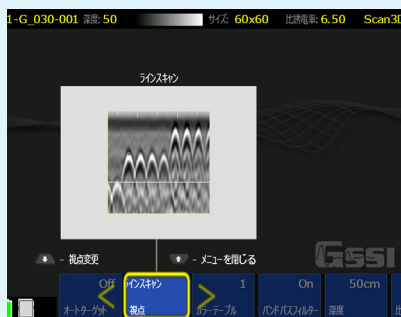 1-G_030-001 深度: 50 サイズ: 60x60 比誘電率: 6.50 Scan3D
ラインスキャン
- 視点変更 - メニューを閉じる
GSSI
Off ラインスキャン 1 On 50cm
オートターゲット 視点 カラーテーブル バンドパスフィルター 深度 比